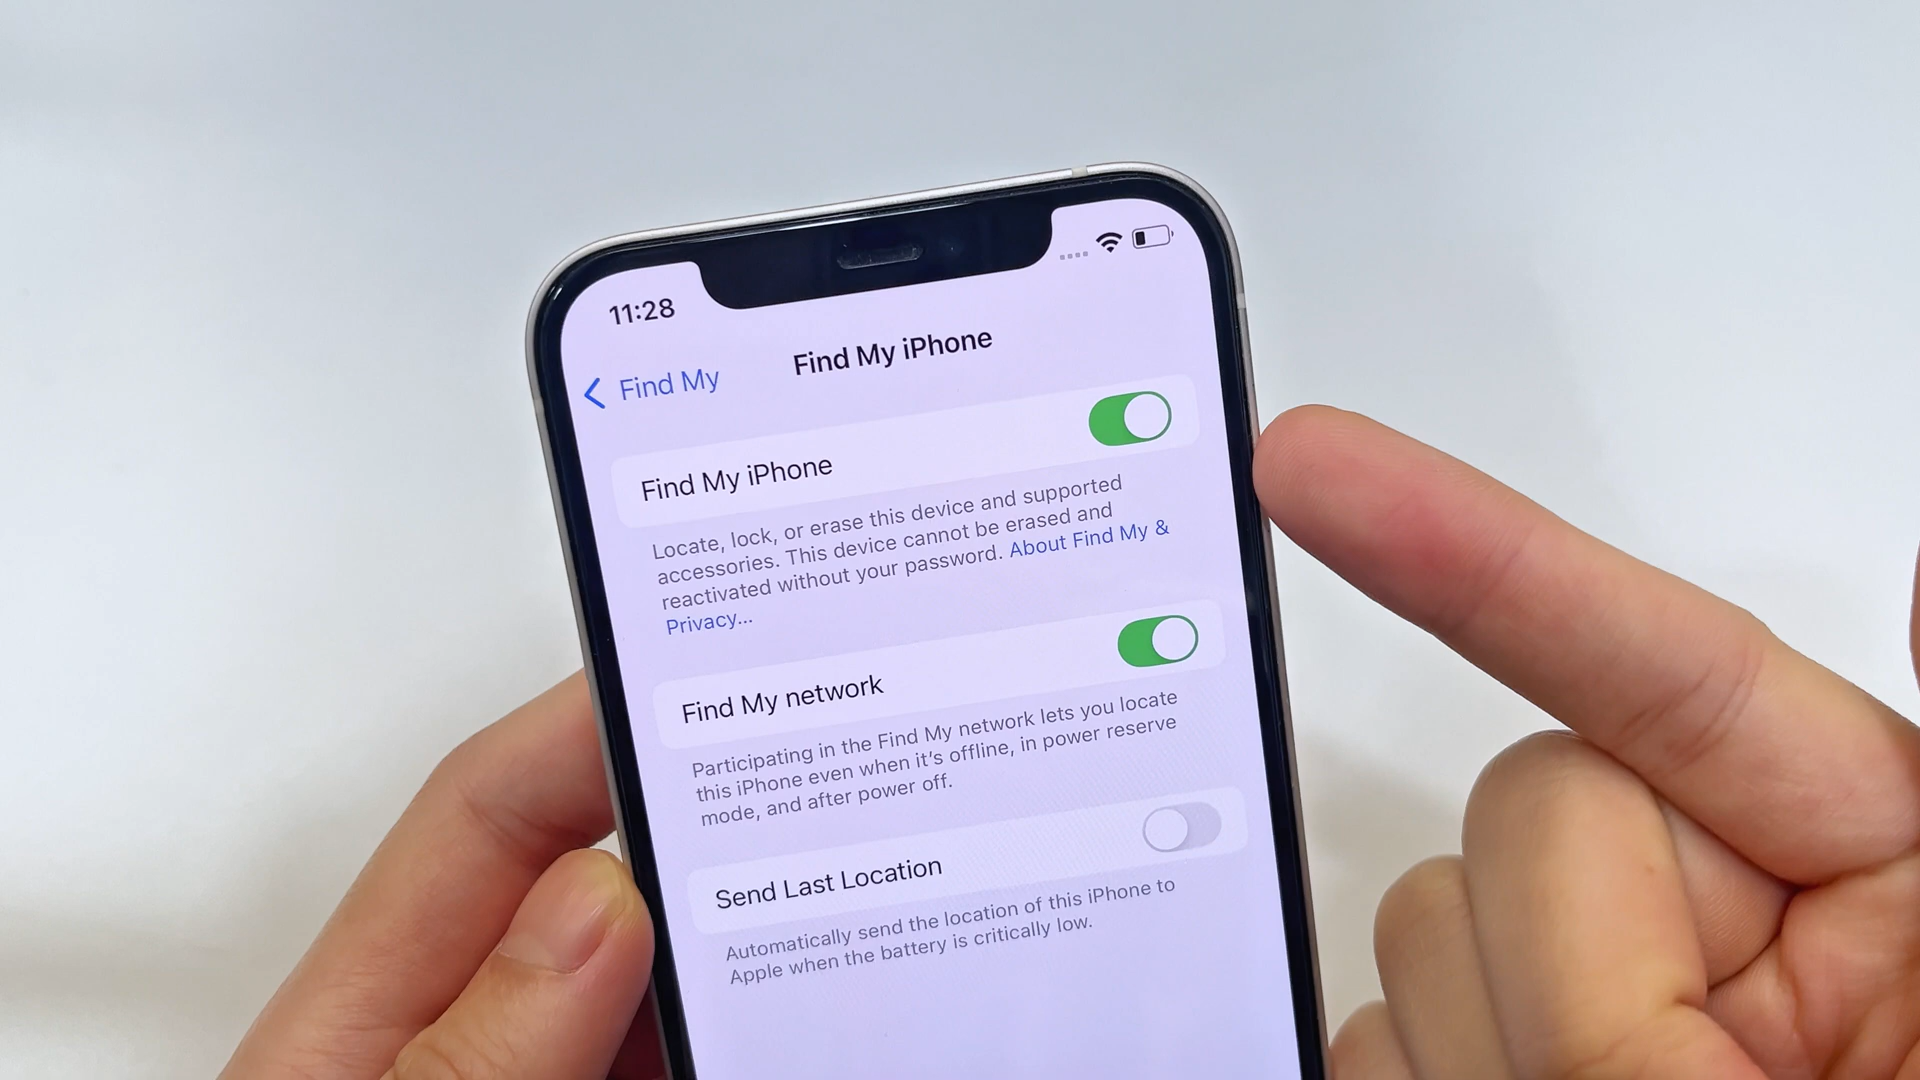 11:28
Find My
Find My iPhone
Find My iPhone
Locate, lock, or erase this device and supported
accessories. This device cannot be erased and
reactivated without your password. About Find My &
Privacy...
Find My network
Participating in the Find My network lets you locate
this iPhone even when it's offline, in power reserve
mode, and after power off.
Send Last Location
Automatically send the location of this iPhone to
Apple when the battery is critically low.